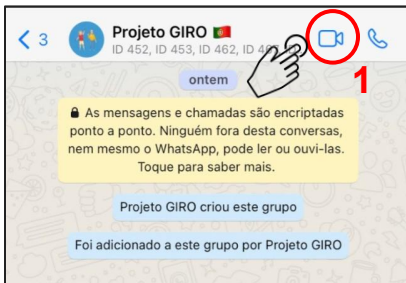 3
Projeto GIRO 🇵🇹
ID 452, ID 453, ID 462, ID
1
ontem
🔒 As mensagens e chamadas são encriptadas
ponto a ponto. Ninguém fora desta conversas,
nem mesmo o WhatsApp, pode ler ou ouvi-las.
Toque para saber mais.
Projeto GIRO criou este grupo
Foi adicionado a este grupo por Projeto GIRO